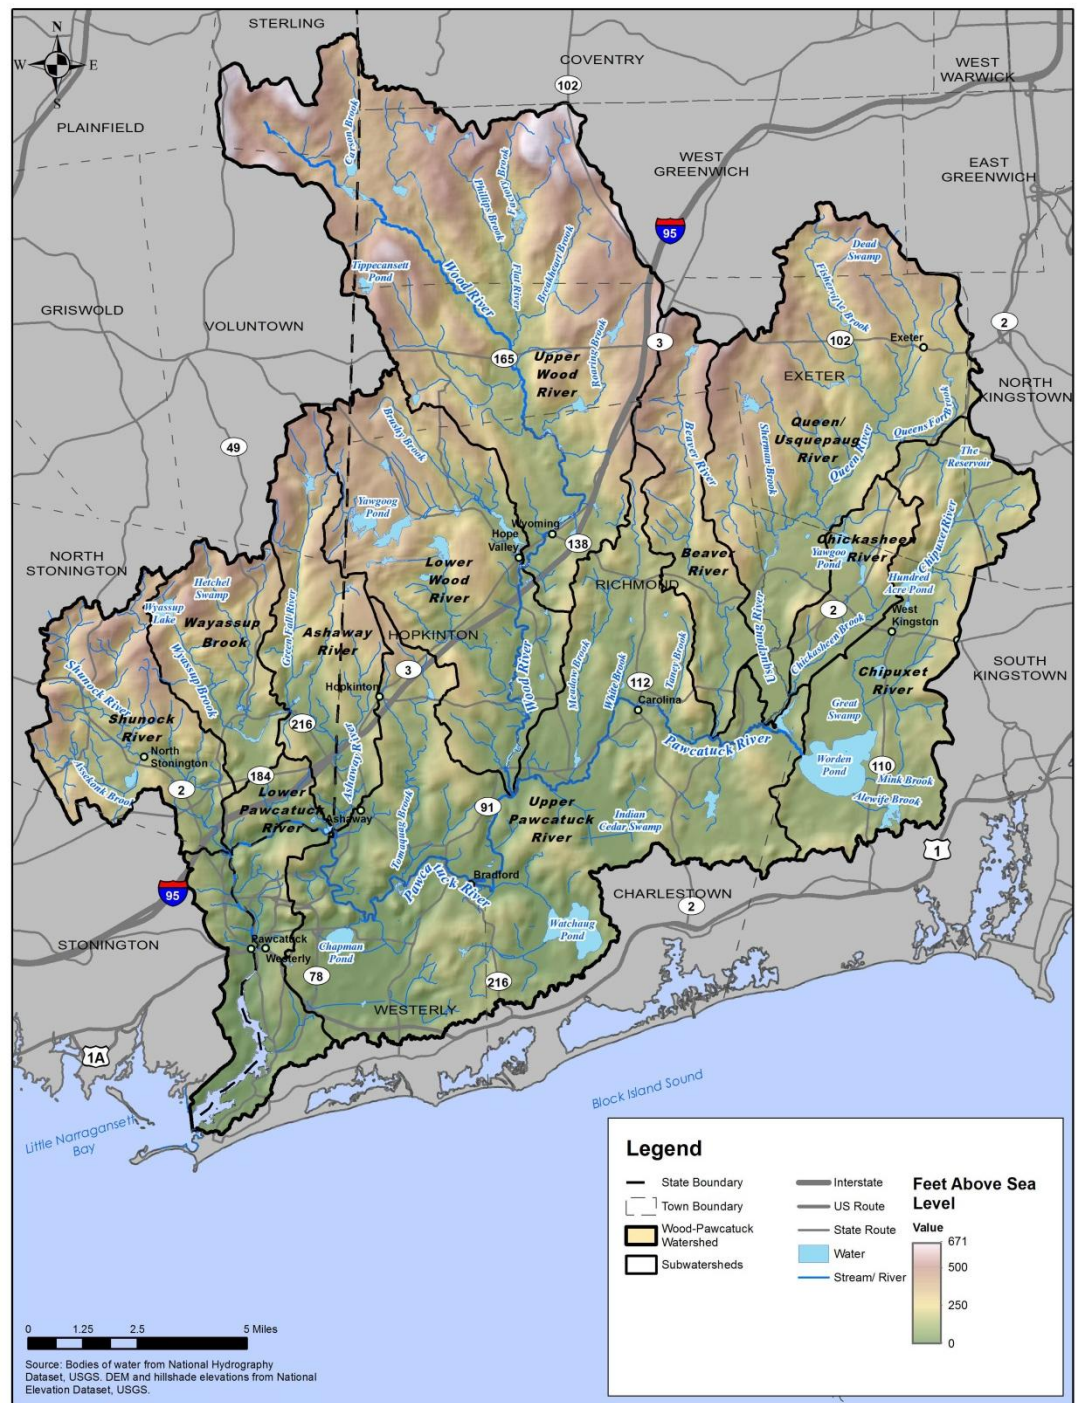 STERLING
N
W
E
S
COVENTRY
WEST
WARWICK
102
PLAINFIELD
Carson Brook
WEST
GREENWICH
EAST
GREENWICH
Phillips Brook
Factory Brook
95
Dead
Swamp
Tippecansett
Pond
Wood River
Flat River
Breakheart Brook
Fisherville Brook
GRISWOLD
VOLUNTOWN
2
3
102
Exeter
165
Upper
Wood
River
Roaring Brook
EXETER
NORTH
KINGSTOWN
Brushy Brook
Beaver River
Sherman Brook
Queen/
Usquepaug
River
Queen River
Queens Fort Brook
49
The
Reservoir
Yawgoog
Pond
Wyoming
Hope
Valley
138
Chickasheen
River
Yawgoo
Pond
Chipuxet River
NORTH
STONINGTON
Lower
Wood
River
Beaver
River
RICHMOND
Hundred
Acre Pond
Hetchel
Swamp
Wyassup
Lake
Wayassup
Brook
Green Fall River
Ashaway
River
HOPKINTON
2
West
Kingston
Usquepaug River
Chickasheen Brook
Shunock River
Wyassup Brook
3
Wood River
Meadow Brook
White Brook
Taney Brook
SOUTH
KINGSTOWN
Chipuxet
River
Hopkinton
112
Carolina
Great
Swamp
Shunock
River
216
Ashaway River
Pawcatuck River
North
Stonington
Worden
Pond
110
Mink Brook
Assekonk Brook
2
184
Lower
Pawcatuck
River
Ashaway
Tomaquag Brook
91
Upper
Pawcatuck
River
Indian
Cedar Swamp
Alewife Brook
1
95
Pawcatuck River
Bradford
CHARLESTOWN
2
STONINGTON
Pawcatuck
Westerly
Chapman
Pond
Watchaug
Pond
78
216
WESTERLY
1A
Block Island Sound
Little Narragansett
Bay
Legend
State Boundary
Town Boundary
Wood-Pawcatuck
Watershed
Subwatersheds
Interstate
US Route
State Route
Water
Stream/ River
Feet Above Sea
Level
Value
671
500
250
0
0 1.25 2.5 5 Miles
Source: Bodies of water from National Hydrography
Dataset, USGS. DEM and hillshade elevations from National
Elevation Dataset, USGS.